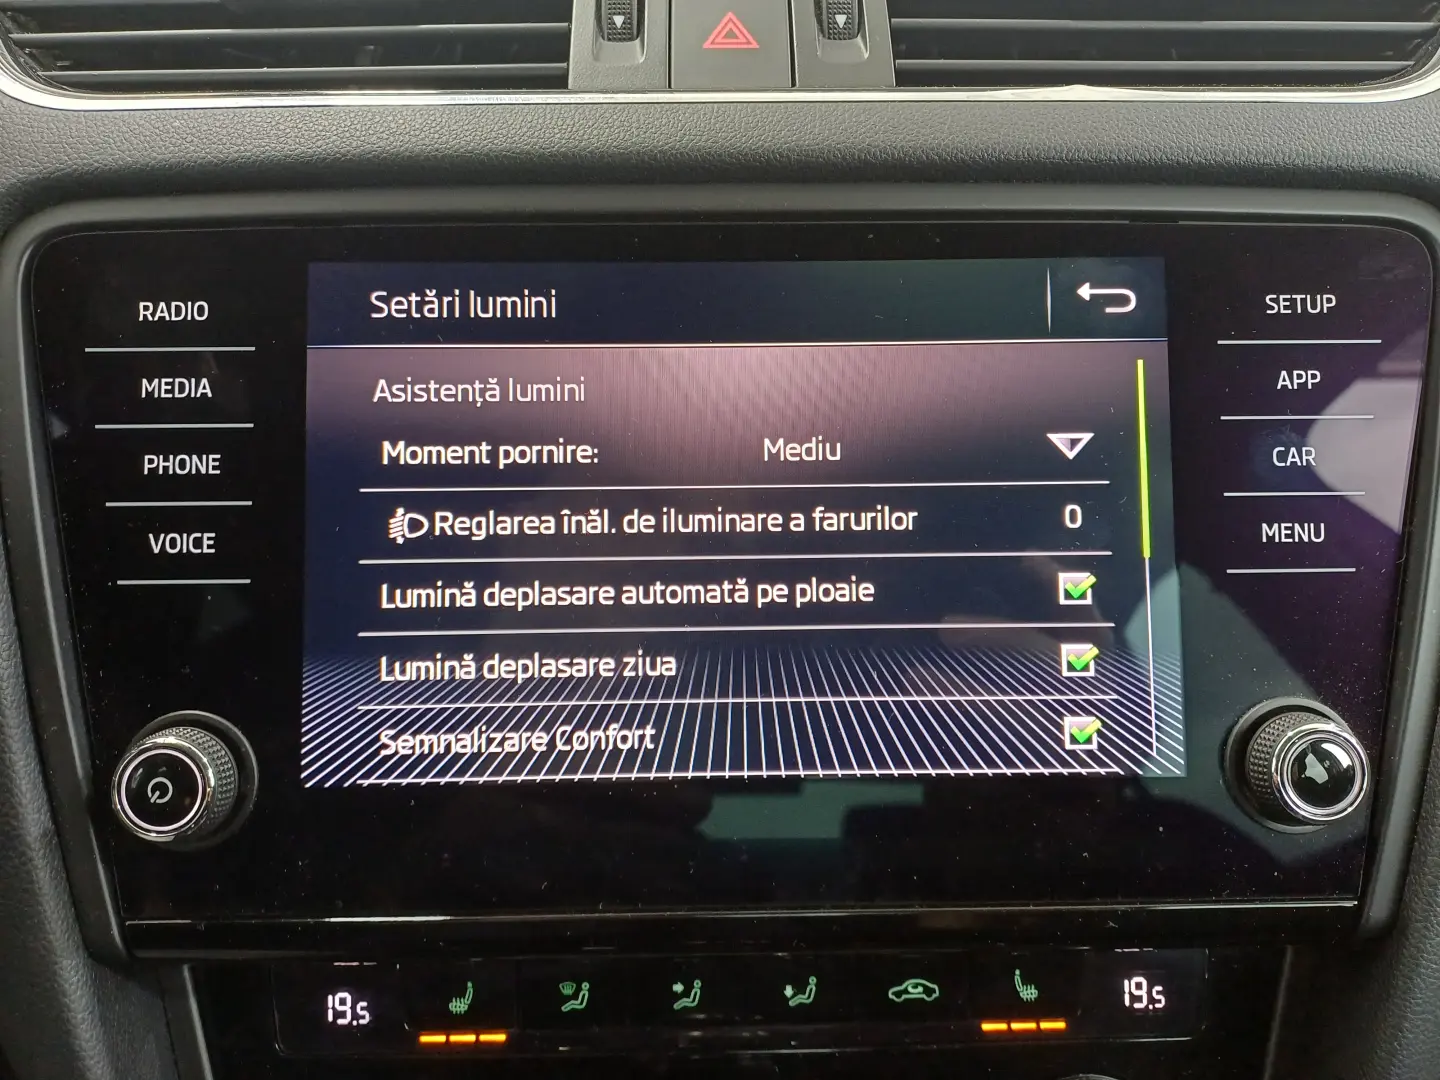 RADIO
MEDIA
PHONE
VOICE
Setări lumini
Asistență lumini
Moment pornire: Mediu
Reglarea înăl. de iluminare a farurilor 0
Lumină deplasare automată pe ploaie
Lumină deplasare ziua
Semnalizare Confort
SETUP
APP
CAR
MENU
19.5
19.5